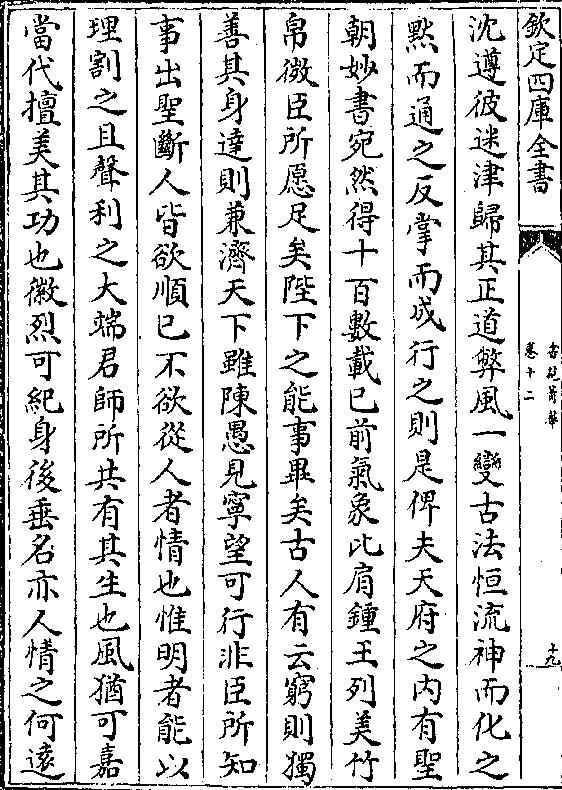 欽定四庫全書
古今奇華
卷十二
十九
沈遵彼迷津歸其正道弊風一變古法恒流神而化之
黙而通之反掌而成行之則是俾夫天府之内有聖
朝妙書宛然得十百數載已前氣象比肩鍾王列美竹
帛微臣所愿足矣陛下之能事畢矣古人有云窮則獨
善其身達則兼濟天下雖陳愚見寧望可行非臣所知
事出聖斷人皆欲順已不欲從人者情也惟明者能以
理割之且聲利之大端君師所共有其生也風猶可嘉
當代擅美其功也徽烈可紀身後垂名亦人情之何遠